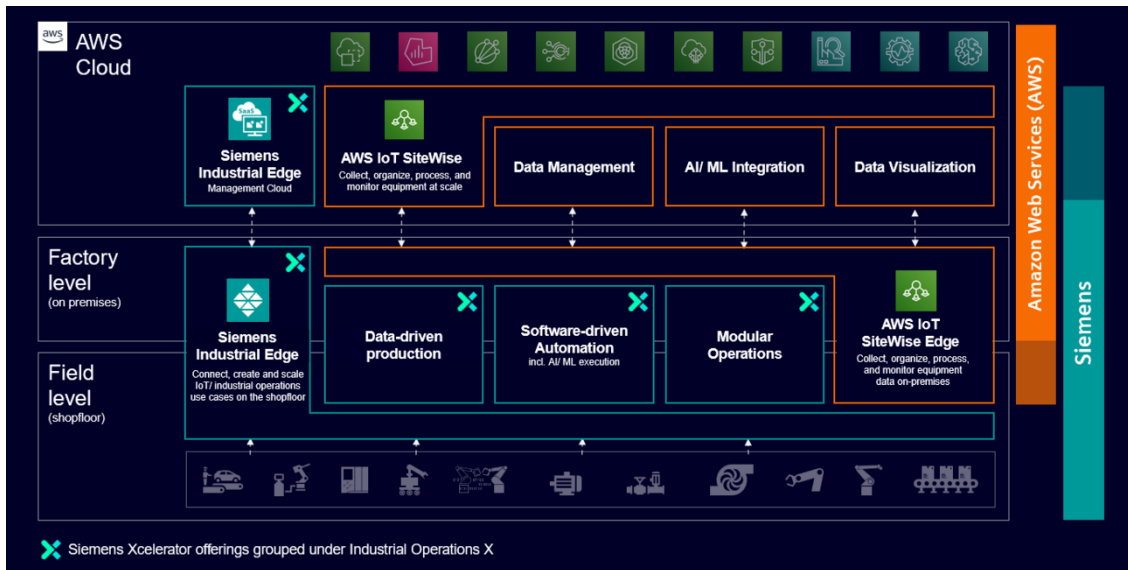 aws
AWS
Cloud
SaaS
Siemens
Industrial Edge
Management Cloud
AWS IoT SiteWise
Collect, organize, process, and
monitor equipment at scale
Data Management
AI/ ML Integration
Data Visualization
Factory
level
(on premises)
Siemens
Industrial Edge
Connect, create and scale
IoT/ industrial operations
use cases on the shopfloor
Data-driven
production
Software-driven
Automation
incl. AI/ ML execution
Modular
Operations
AWS IoT
SiteWise Edge
Collect, organize, process,
and monitor equipment
data on-premises
Field
level
(shopfloor)
Amazon Web Services (AWS)
Siemens
Siemens Xcelerator offerings grouped under Industrial Operations X